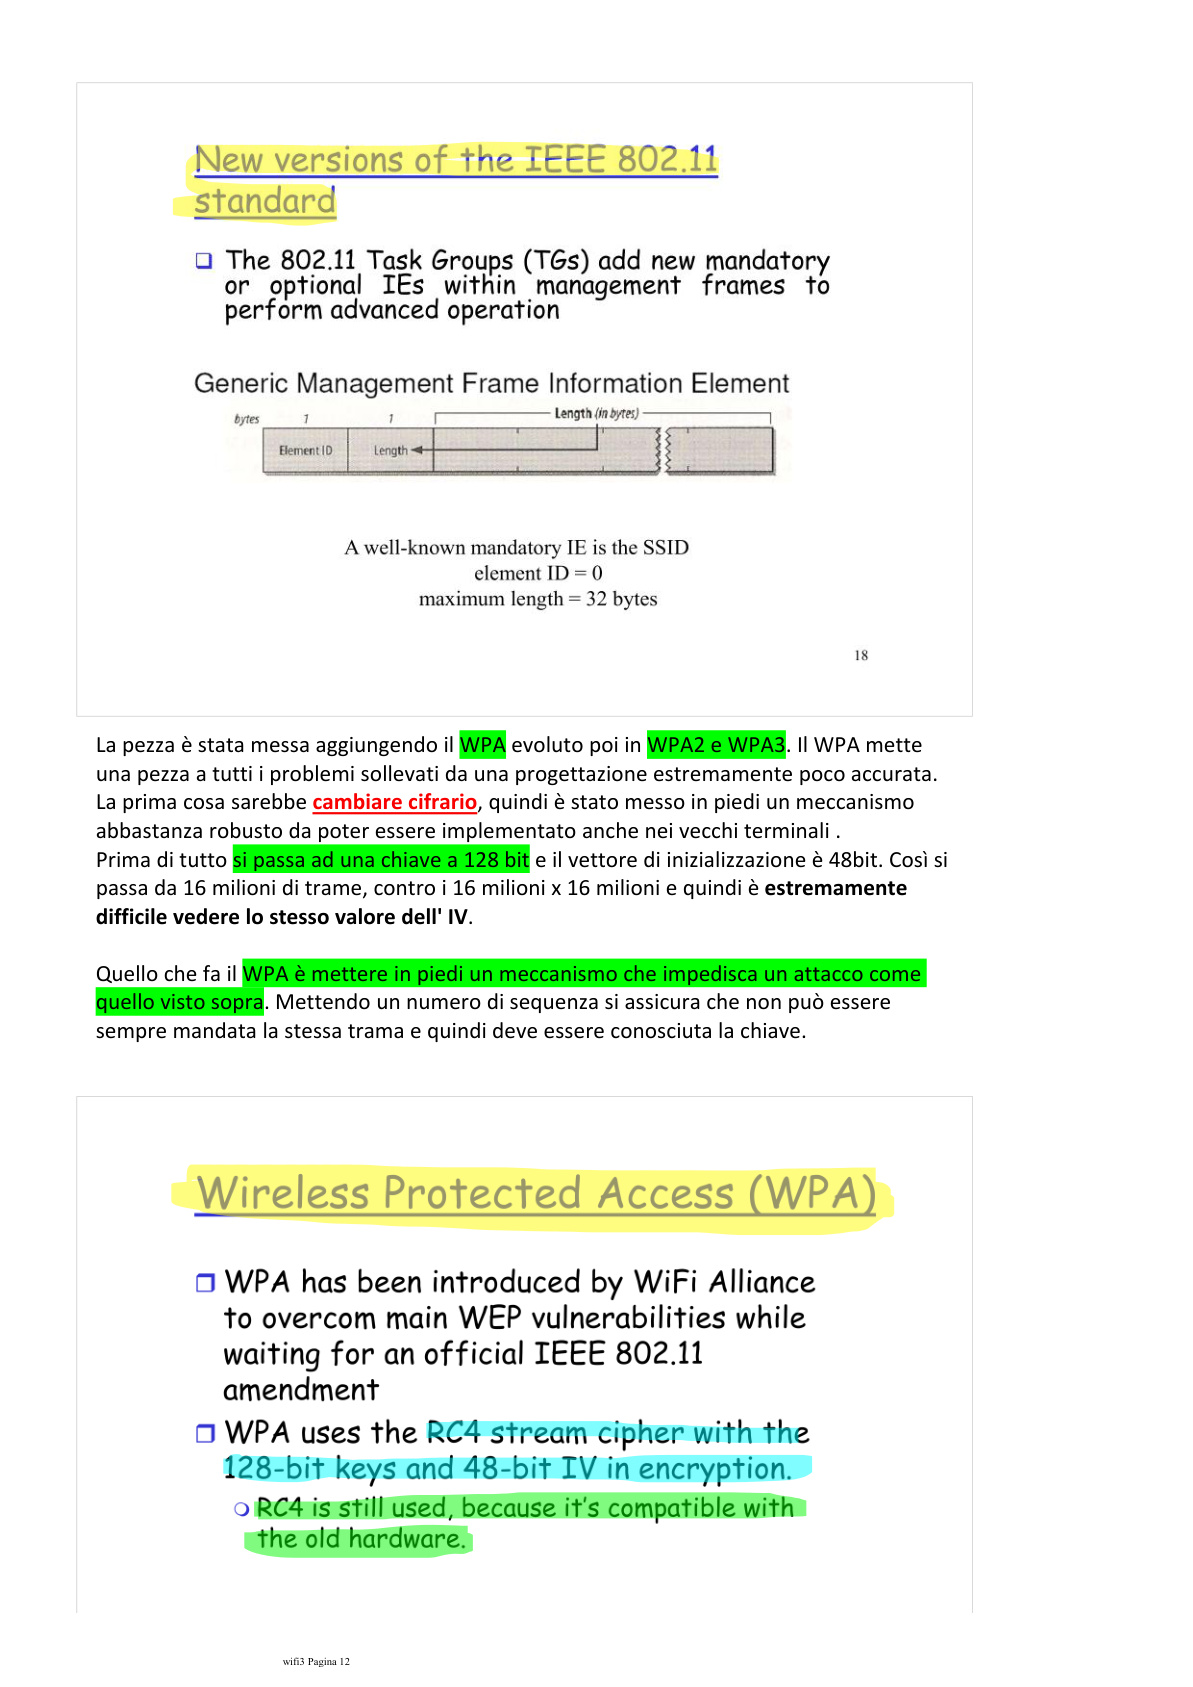 New versions of the IEEE 802.11
standard
The 802.11 Task Groups (TGs) add new mandatory
or optional IEs within management frames to
perform advanced operation
Generic Management Frame Information Element
bytes 1 1 Length (in bytes)
Element ID Length
A well-known mandatory IE is the SSID
element ID = 0
maximum length = 32 bytes
18
La pezza è stata messa aggiungendo il WPA evoluto poi in WPA2 e WPA3. Il WPA mette
una pezza a tutti i problemi sollevati da una progettazione estremamente poco accurata.
La prima cosa sarebbe cambiare cifrario, quindi è stato messo in piedi un meccanismo
abbastanza robusto da poter essere implementato anche nei vecchi terminali .
Prima di tutto si passa ad una chiave a 128 bit e il vettore di inizializzazione è 48bit. Così si
passa da 16 milioni di trame, contro i 16 milioni x 16 milioni e quindi è estremamente
difficile vedere lo stesso valore dell' IV.
Quello che fa il WPA è mettere in piedi un meccanismo che impedisca un attacco come
quello visto sopra. Mettendo un numero di sequenza si assicura che non può essere
sempre mandata la stessa trama e quindi deve essere conosciuta la chiave.
Wireless Protected Access (WPA)
WPA has been introduced by WiFi Alliance
to overcom main WEP vulnerabilities while
waiting for an official IEEE 802.11
amendment
WPA uses the RC4 stream cipher with the
128-bit keys and 48-bit IV in encryption.
RC4 is still used, because it's compatible with
the old hardware.
wifi3 Pagina 12